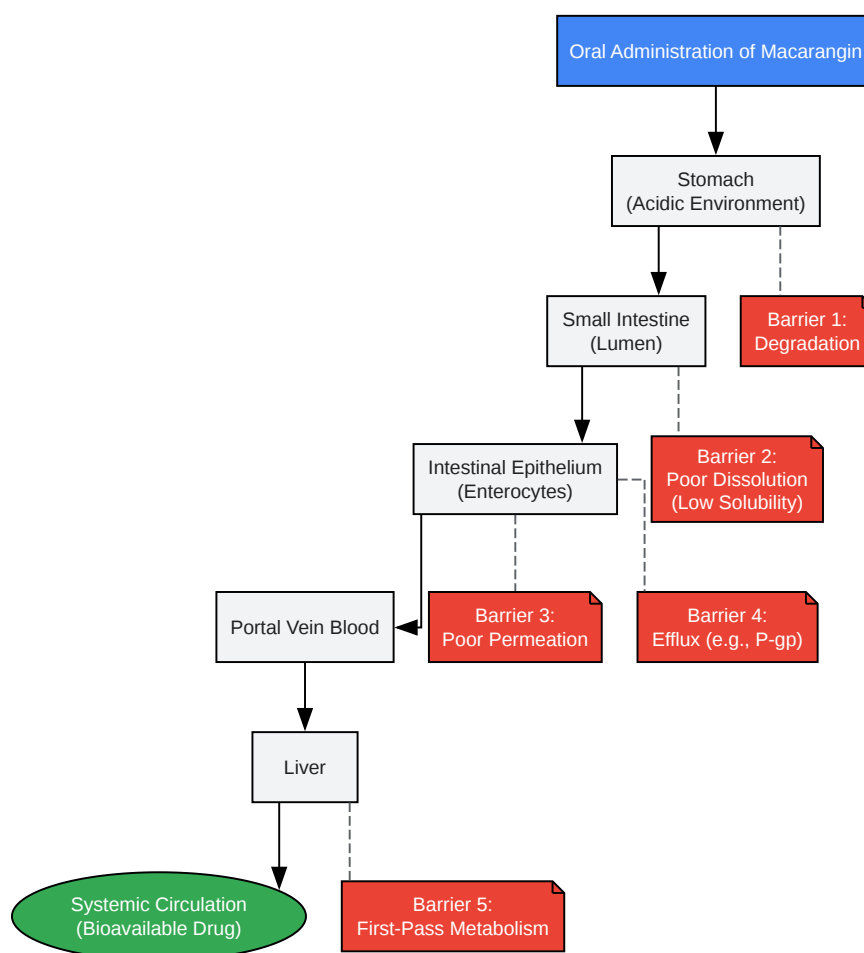 Oral Administration of Macarangin
Stomach
(Acidic Environment)
Small Intestine
(Lumen)
Barrier 1:
Degradation
Intestinal Epithelium
(Enterocytes)
Barrier 2:
Poor Dissolution
(Low Solubility)
Portal Vein Blood
Barrier 3:
Poor Permeation
Barrier 4:
Efflux (e.g., P-gp)
Liver
Systemic Circulation
(Bioavailable Drug)
Barrier 5:
First-Pass Metabolism